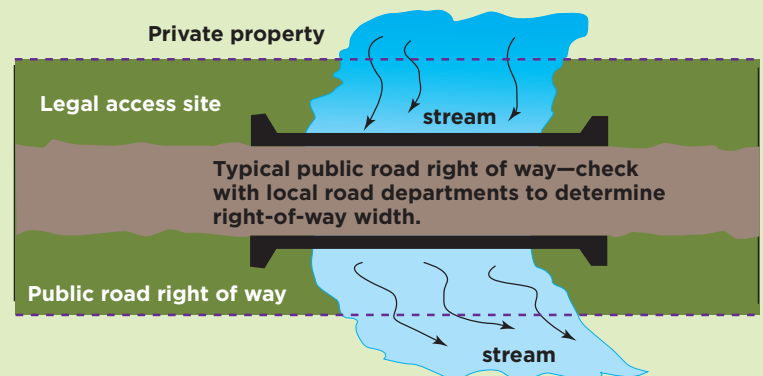 Private property
Legal access site
stream
Typical public road right of way—check
with local road departments to determine
right-of-way width.
Public road right of way
stream